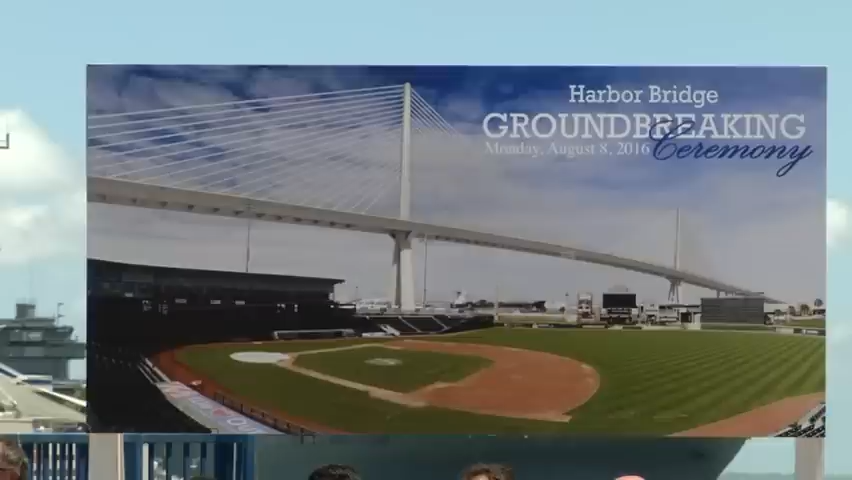 Harbor Bridge
GROUNDBREAKING
Monday, August 8, 2016
Ceremony